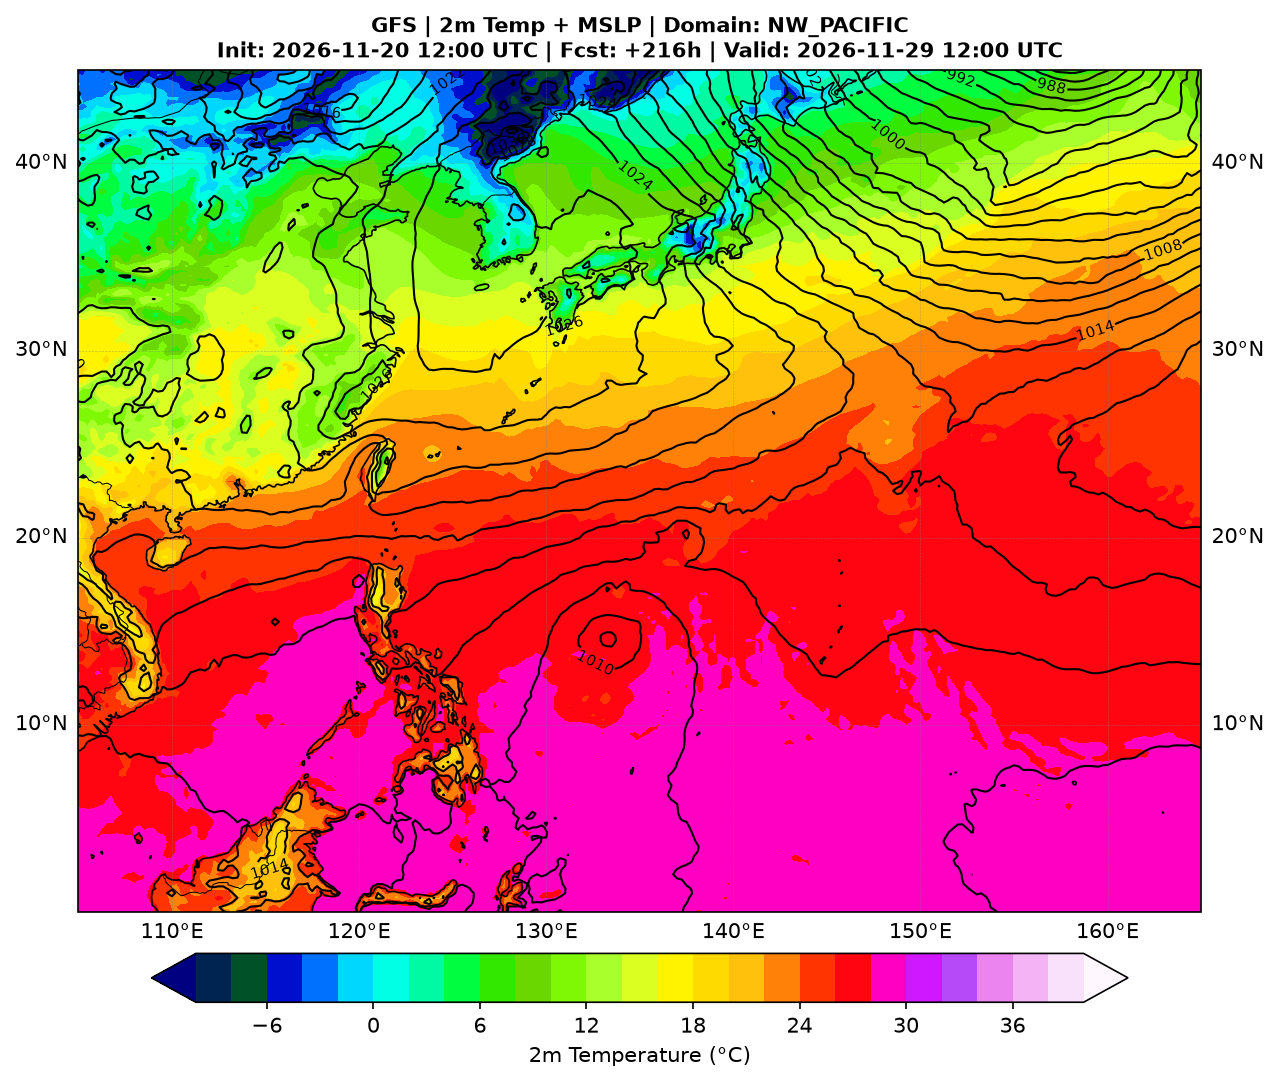 GFS | 2m Temp + MSLP | Domain: NW_PACIFIC
Init: 2026-11-20 12:00 UTC | Fcst: +216h | Valid: 2026-11-29 12:00 UTC
992
988
1000
1024
1024
1008
1014
1026
1026
1010
1014
40°N
40°N
30°N
30°N
20°N
20°N
10°N
10°N
110°E 120°E 130°E 140°E 150°E 160°E
−6 0 6 12 18 24 30 36
2m Temperature (°C)